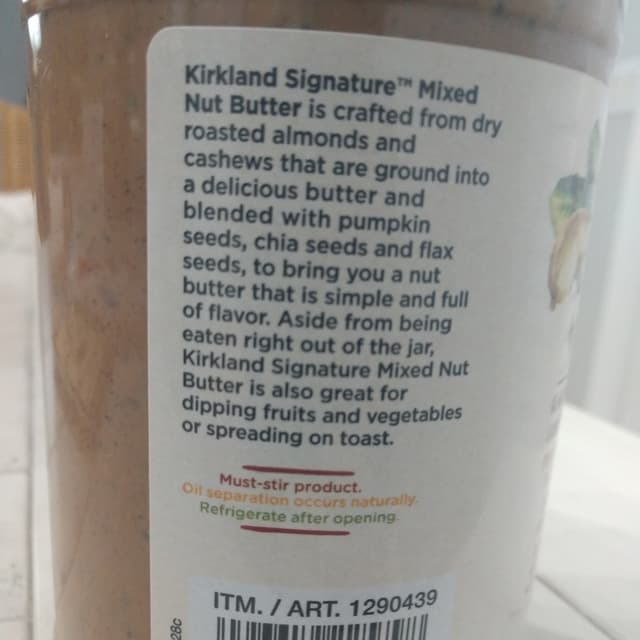 Kirkland Signature™ Mixed
Nut Butter is crafted from dry
roasted almonds and
cashews that are ground into
a delicious butter and
blended with pumpkin
seeds, chia seeds and flax
seeds, to bring you a nut
butter that is simple and full
of flavor. Aside from being
eaten right out of the jar,
Kirkland Signature Mixed Nut
Butter is also great for
dipping fruits and vegetables
or spreading on toast.
Must-stir product.
Oil separation occurs naturally.
Refrigerate after opening.
ITM. / ART. 1290439
28c